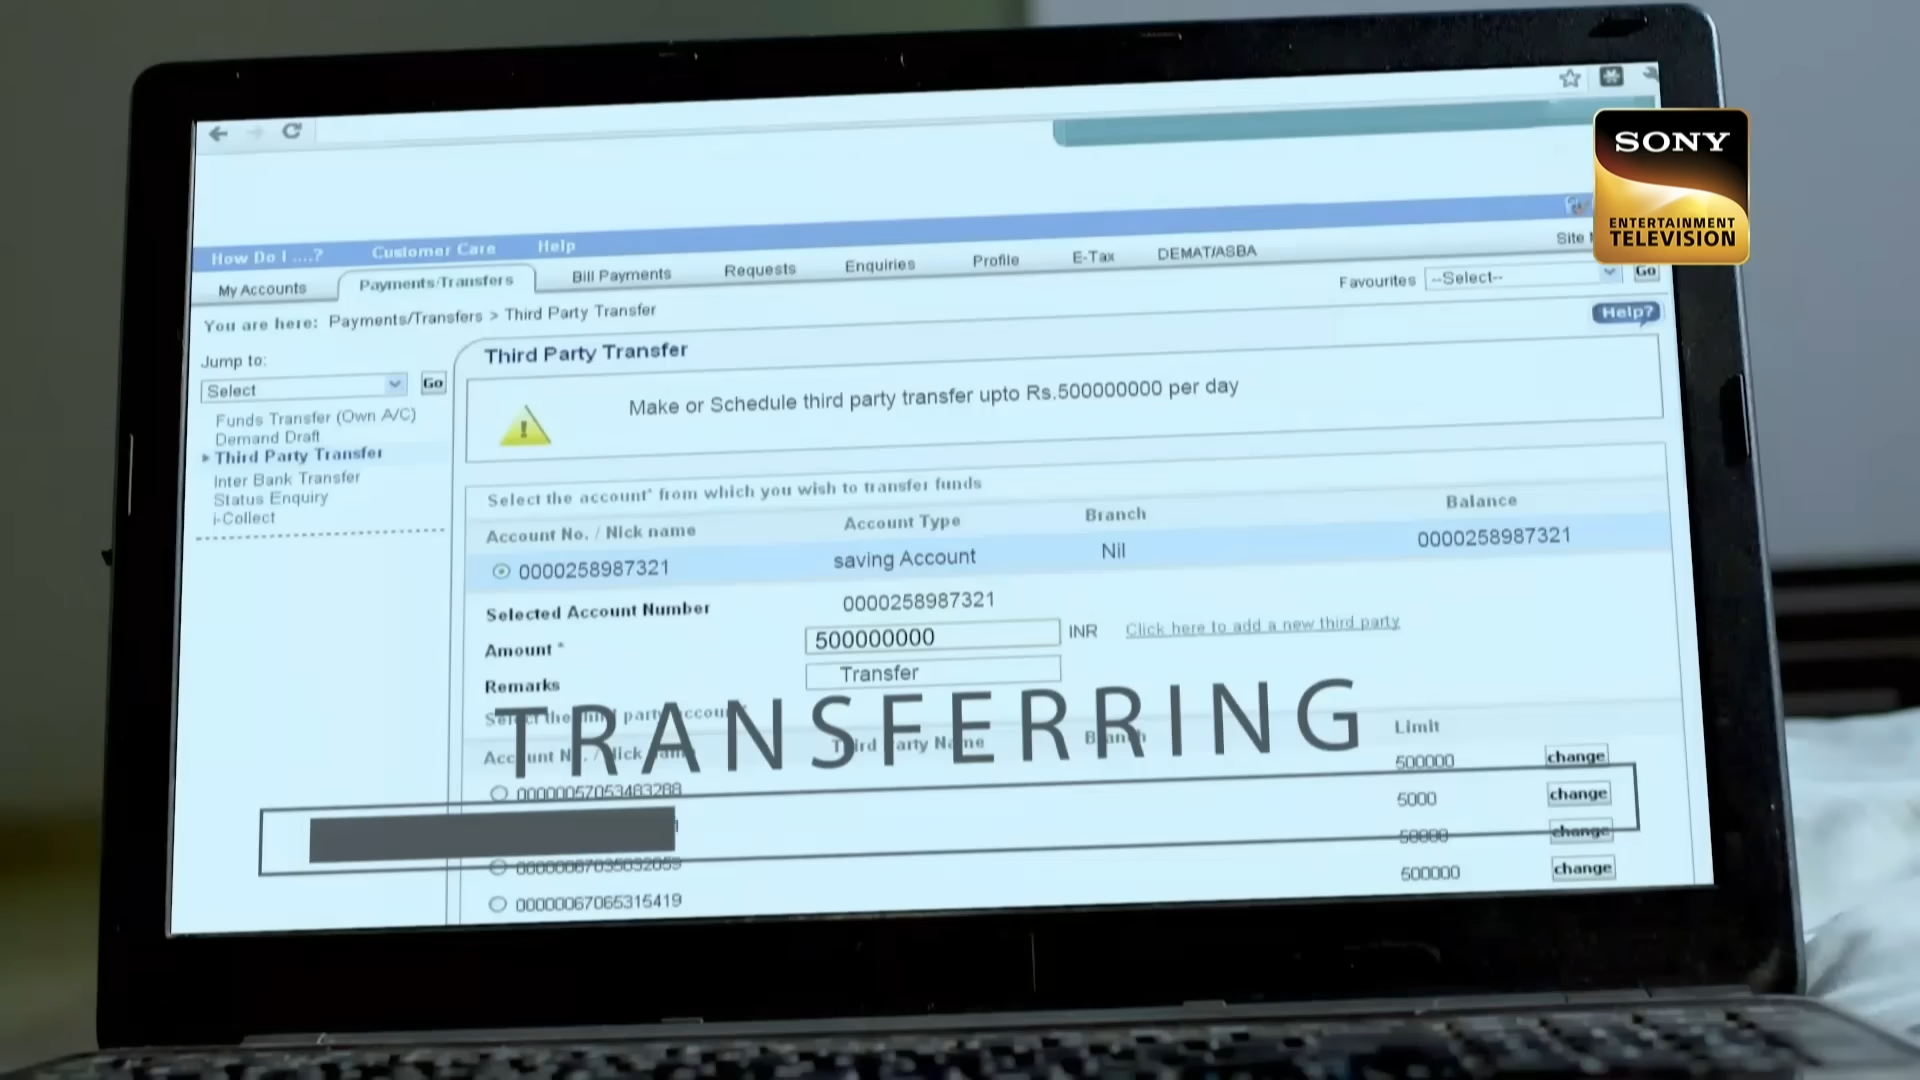 SONY
ENTERTAINMENT
TELEVISION
How Do I ....?
Customer Care
Help
Site
My Accounts
Payments/Transfers
Bill Payments
Requests
Enquiries
Profile
E-Tax
DEMAT/ASBA
Favourites
--Select--
Go
You are here: Payments/Transfers > Third Party Transfer
Help?
Jump to:
Select
Go
Funds Transfer (Own A/C)
Demand Draft
Third Party Transfer
Inter Bank Transfer
Status Enquiry
i-Collect
Third Party Transfer
Make or Schedule third party transfer upto Rs.500000000 per day
Select the account* from which you wish to transfer funds
Account No. / Nick name
Account Type
Branch
Balance
0000258987321
saving Account
Nil
0000258987321
Selected Account Number
0000258987321
Amount *
500000000
INR
Click here to add a new third party
Remarks
Transfer
TRANSFERRING
Limit
00000057053483288
500000
change
5000
change
50000
change
00000067065315419
500000
change